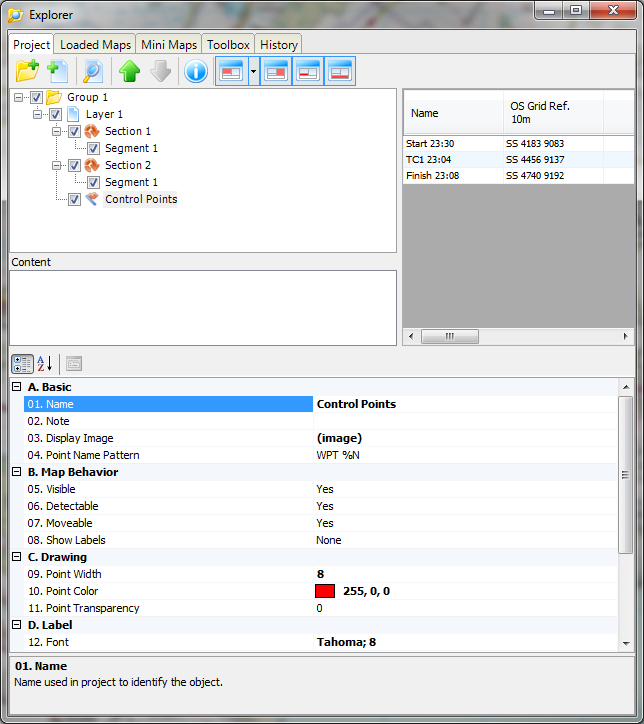 Explorer
Project Loaded Maps Mini Maps Toolbox History
Group 1
Layer 1
Section 1
Segment 1
Section 2
Segment 1
Control Points
Name OS Grid Ref.
10m
Start 23:30 SS 4183 9083
TC1 23:04 SS 4456 9137
Finish 23:08 SS 4740 9192
Content
A. Basic
01. Name Control Points
02. Note
03. Display Image (image)
04. Point Name Pattern WPT %N
B. Map Behavior
05. Visible Yes
06. Detectable Yes
07. Moveable Yes
08. Show Labels None
C. Drawing
09. Point Width 8
10. Point Color 255, 0, 0
11. Point Transparency 0
D. Label
12. Font Tahoma; 8
01. Name
Name used in project to identify the object.